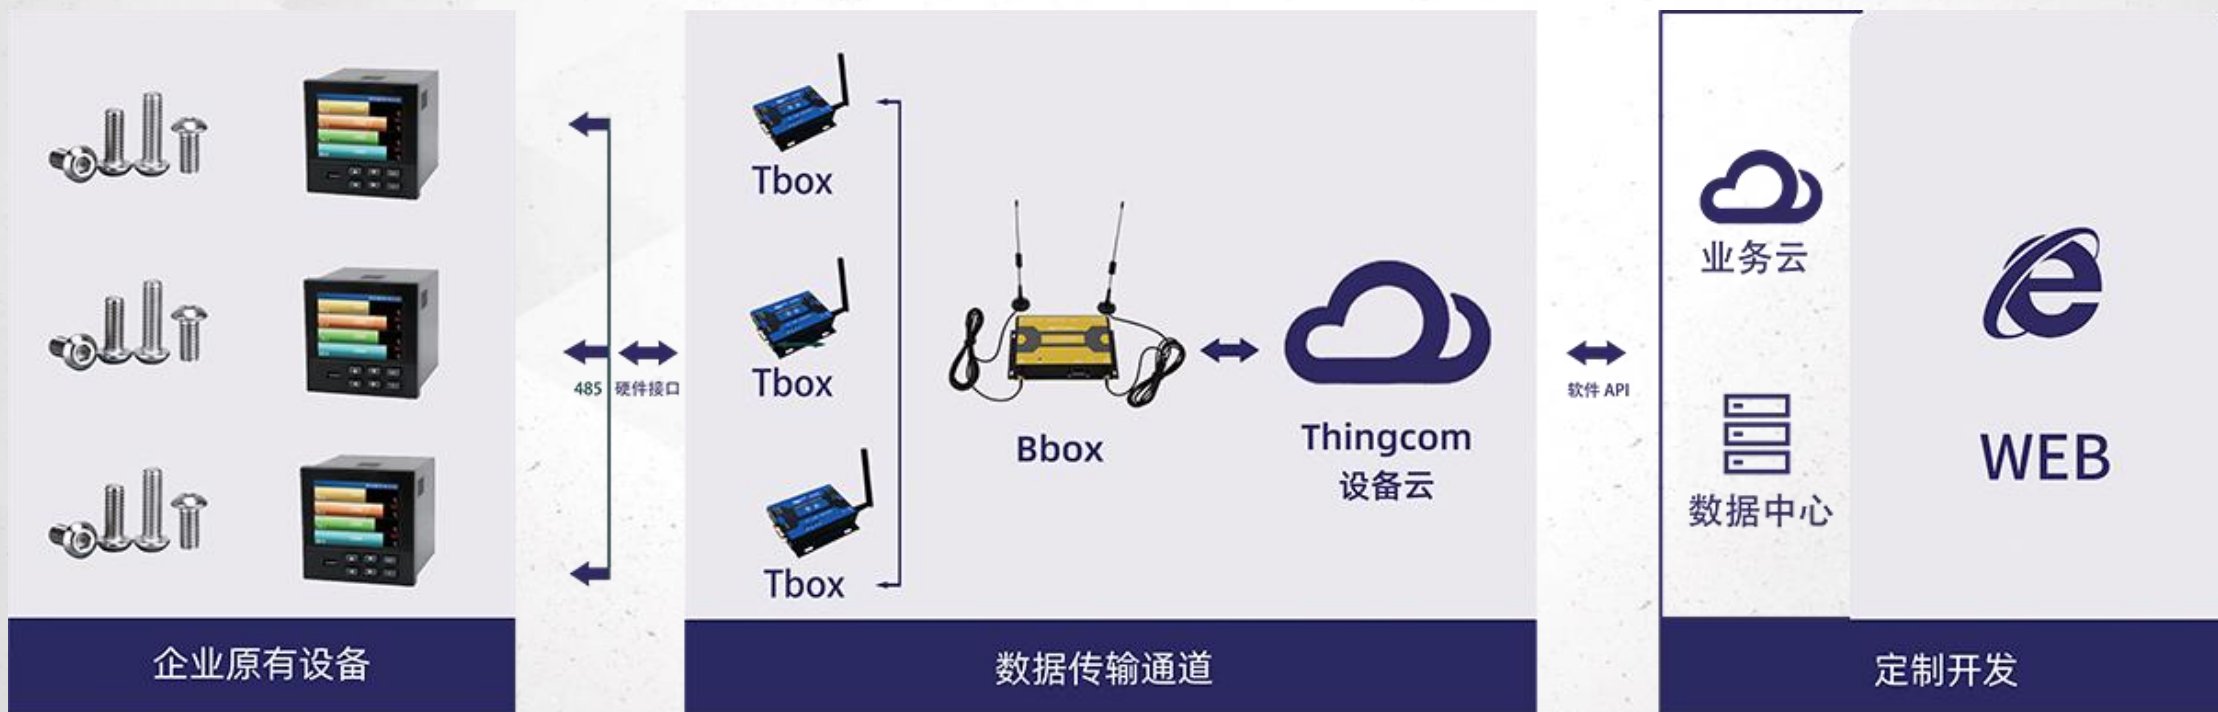 485
硬件接口
企业原有设备
Tbox
Tbox
Tbox
Bbox
Thingcom
设备云
数据传输通道
软件 API
业务云
数据中心
WEB
定制开发